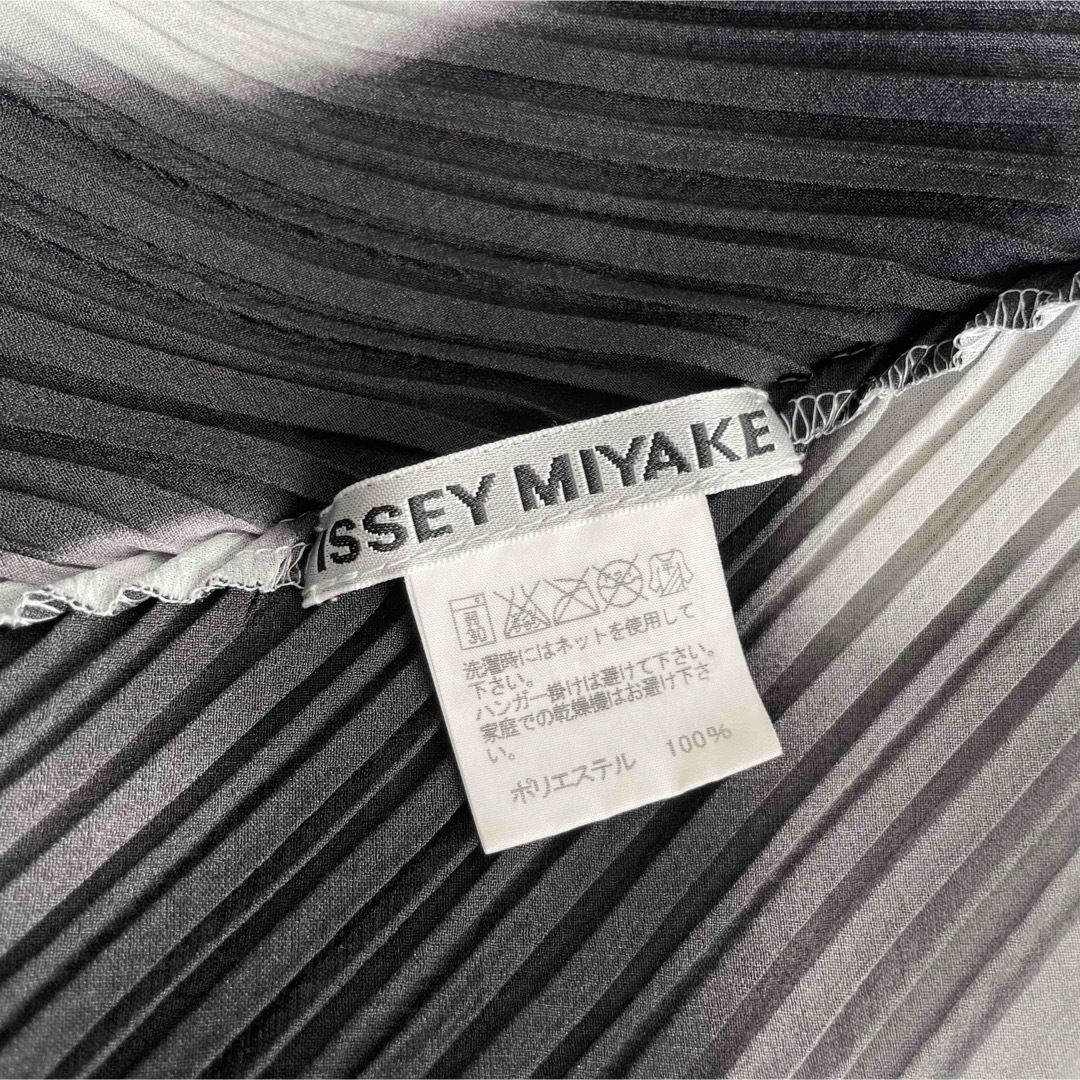 ISSEY MIYAKE
弱
30
洗濯時にはネットを使用して
下さい。
ハンガー掛けは避けて下さい。
家庭での乾燥機はお避け下さ
い。
ポリエステル 100%